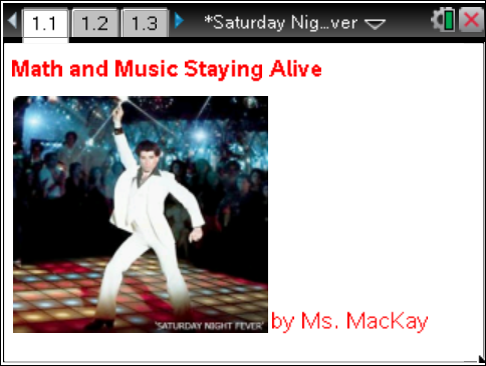 1.1 1.2 1.3 *Saturday Nig...ver
Math and Music Staying Alive
'SATURDAY NIGHT FEVER'
by Ms. MacKay